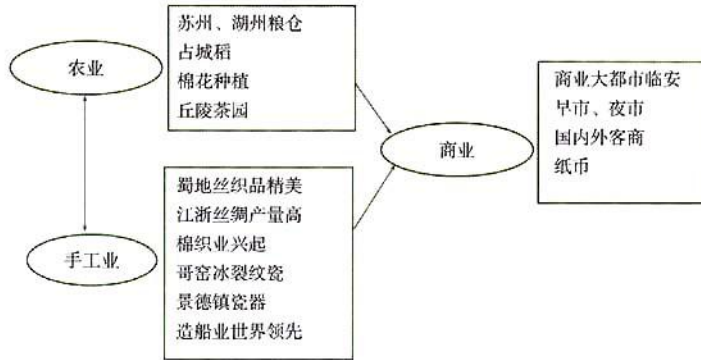 农业
苏州、湖州粮仓
占城稻
棉花种植
丘陵茶园
手工业
蜀地丝织品精美
江浙丝绸产量高
棉织业兴起
哥窑冰裂纹瓷
景德镇瓷器
造船业世界领先
商业
商业大都市临安
早市、夜市
国内外客商
纸币